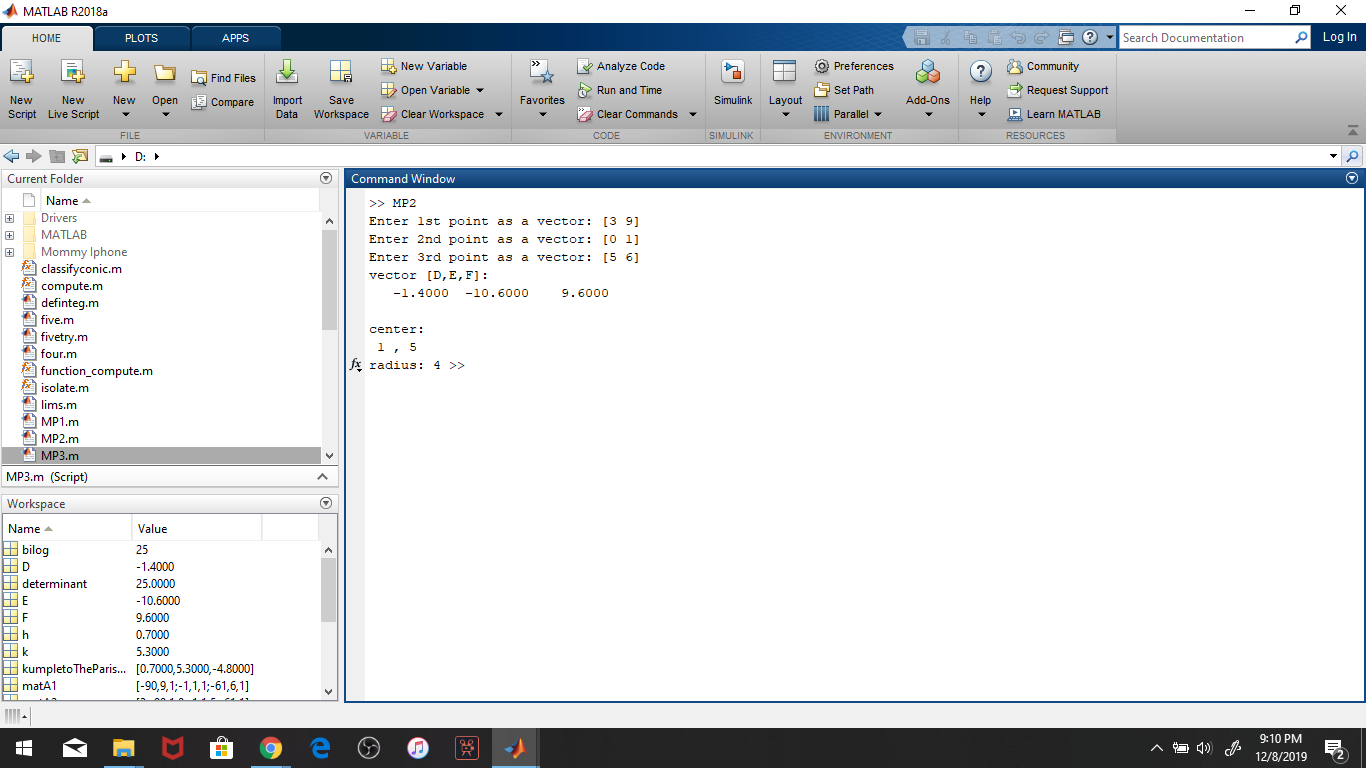 MATLAB R2018a
HOME PLOTS APPS
Search Documentation Log In
New Script
New Live Script
New
Open
Find Files
Compare
Import Data
Save Workspace
New Variable
Open Variable
Clear Workspace
Favorites
Analyze Code
Run and Time
Clear Commands
Simulink
Layout
Preferences
Set Path
Parallel
Add-Ons
Help
Community
Request Support
Learn MATLAB
FILE VARIABLE CODE SIMULINK ENVIRONMENT RESOURCES
D:
Current Folder
Name
Drivers
MATLAB
Mommy Iphone
classifyconic.m
compute.m
definteg.m
five.m
fivetry.m
four.m
function_compute.m
isolate.m
lims.m
MP1.m
MP2.m
MP3.m
MP3.m (Script)
Workspace
Name Value
bilog 25
D -1.4000
determinant 25.0000
E -10.6000
F 9.6000
h 0.7000
k 5.3000
kumpletoTheParis... [0.7000,5.3000,-4.8000]
matA1 [-90,9,1;-1,1,1;-61,6,1]
Command Window
>> MP2
Enter 1st point as a vector: [3 9]
Enter 2nd point as a vector: [0 1]
Enter 3rd point as a vector: [5 6]
vector [D,E,F]:
-1.4000 -10.6000 9.6000
center:
1 , 5
fx radius: 4 >>
9:10 PM
12/8/2019
2